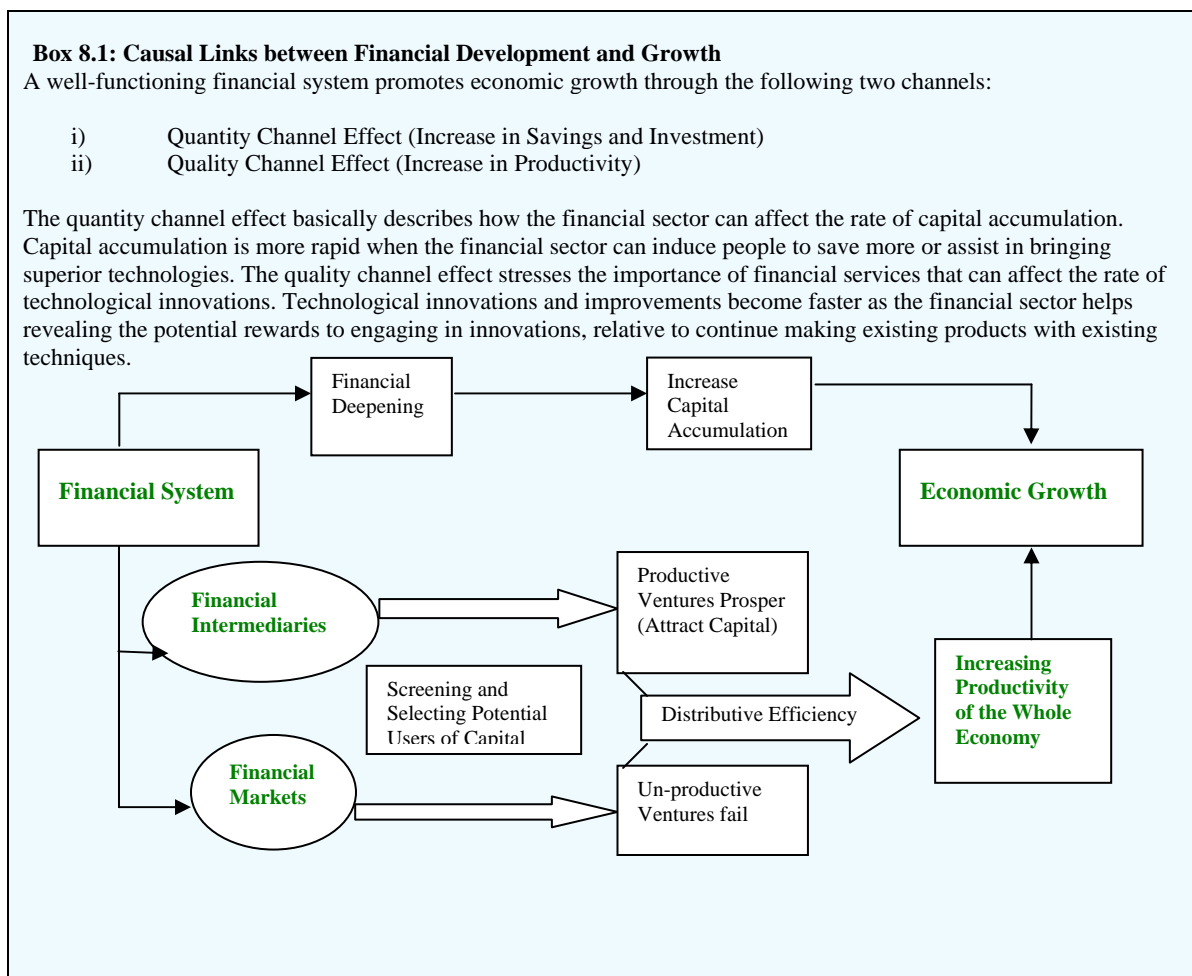 Box 8.1: Causal Links between Financial Development and Growth
A well-functioning financial system promotes economic growth through the following two channels:
i) Quantity Channel Effect (Increase in Savings and Investment)
ii) Quality Channel Effect (Increase in Productivity)
The quantity channel effect basically describes how the financial sector can affect the rate of capital accumulation.
Capital accumulation is more rapid when the financial sector can induce people to save more or assist in bringing
superior technologies. The quality channel effect stresses the importance of financial services that can affect the rate of
technological innovations. Technological innovations and improvements become faster as the financial sector helps
revealing the potential rewards to engaging in innovations, relative to continue making existing products with existing
techniques.
Financial
Deepening
Increase
Capital
Accumulation
Financial System
Economic Growth
Financial
Intermediaries
Productive
Ventures Prosper
(Attract Capital)
Screening and
Selecting Potential
Users of Capital
Distributive Efficiency
Increasing
Productivity
of the Whole
Economy
Financial
Markets
Un-productive
Ventures fail